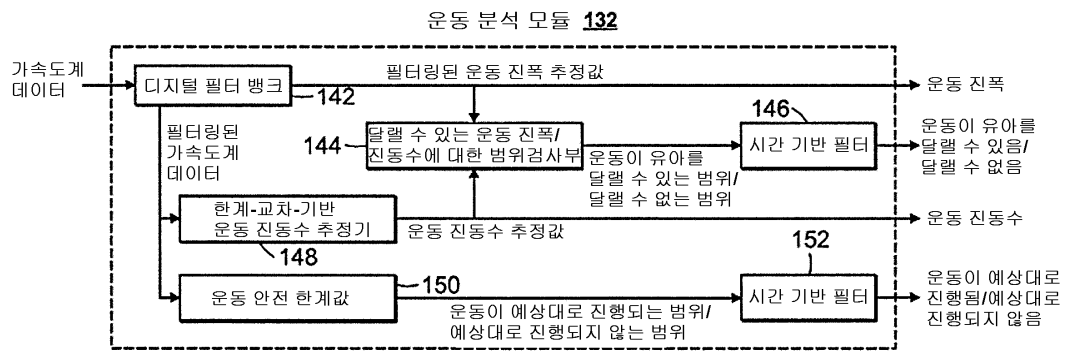 운동 분석 모듈 132
가속도계
데이터
디지털 필터 뱅크
142
필터링된 운동 진폭 추정값
운동 진폭
필터링된
가속도계
데이터
144
달랠 수 있는 운동 진폭/
진동수에 대한 범위검사부
운동이 유아를
달랠 수 있는 범위/
달랠 수 없는 범위
146
시간 기반 필터
운동이 유아를
달랠 수 있음/
달랠 수 없음
한계-교차-기반
운동 진동수 추정기
148
운동 진동수 추정값
운동 진동수
운동 안전 한계값
150
운동이 예상대로 진행되는 범위/
예상대로 진행되지 않는 범위
152
시간 기반 필터
운동이 예상대로
진행됨/예상대로
진행되지 않음